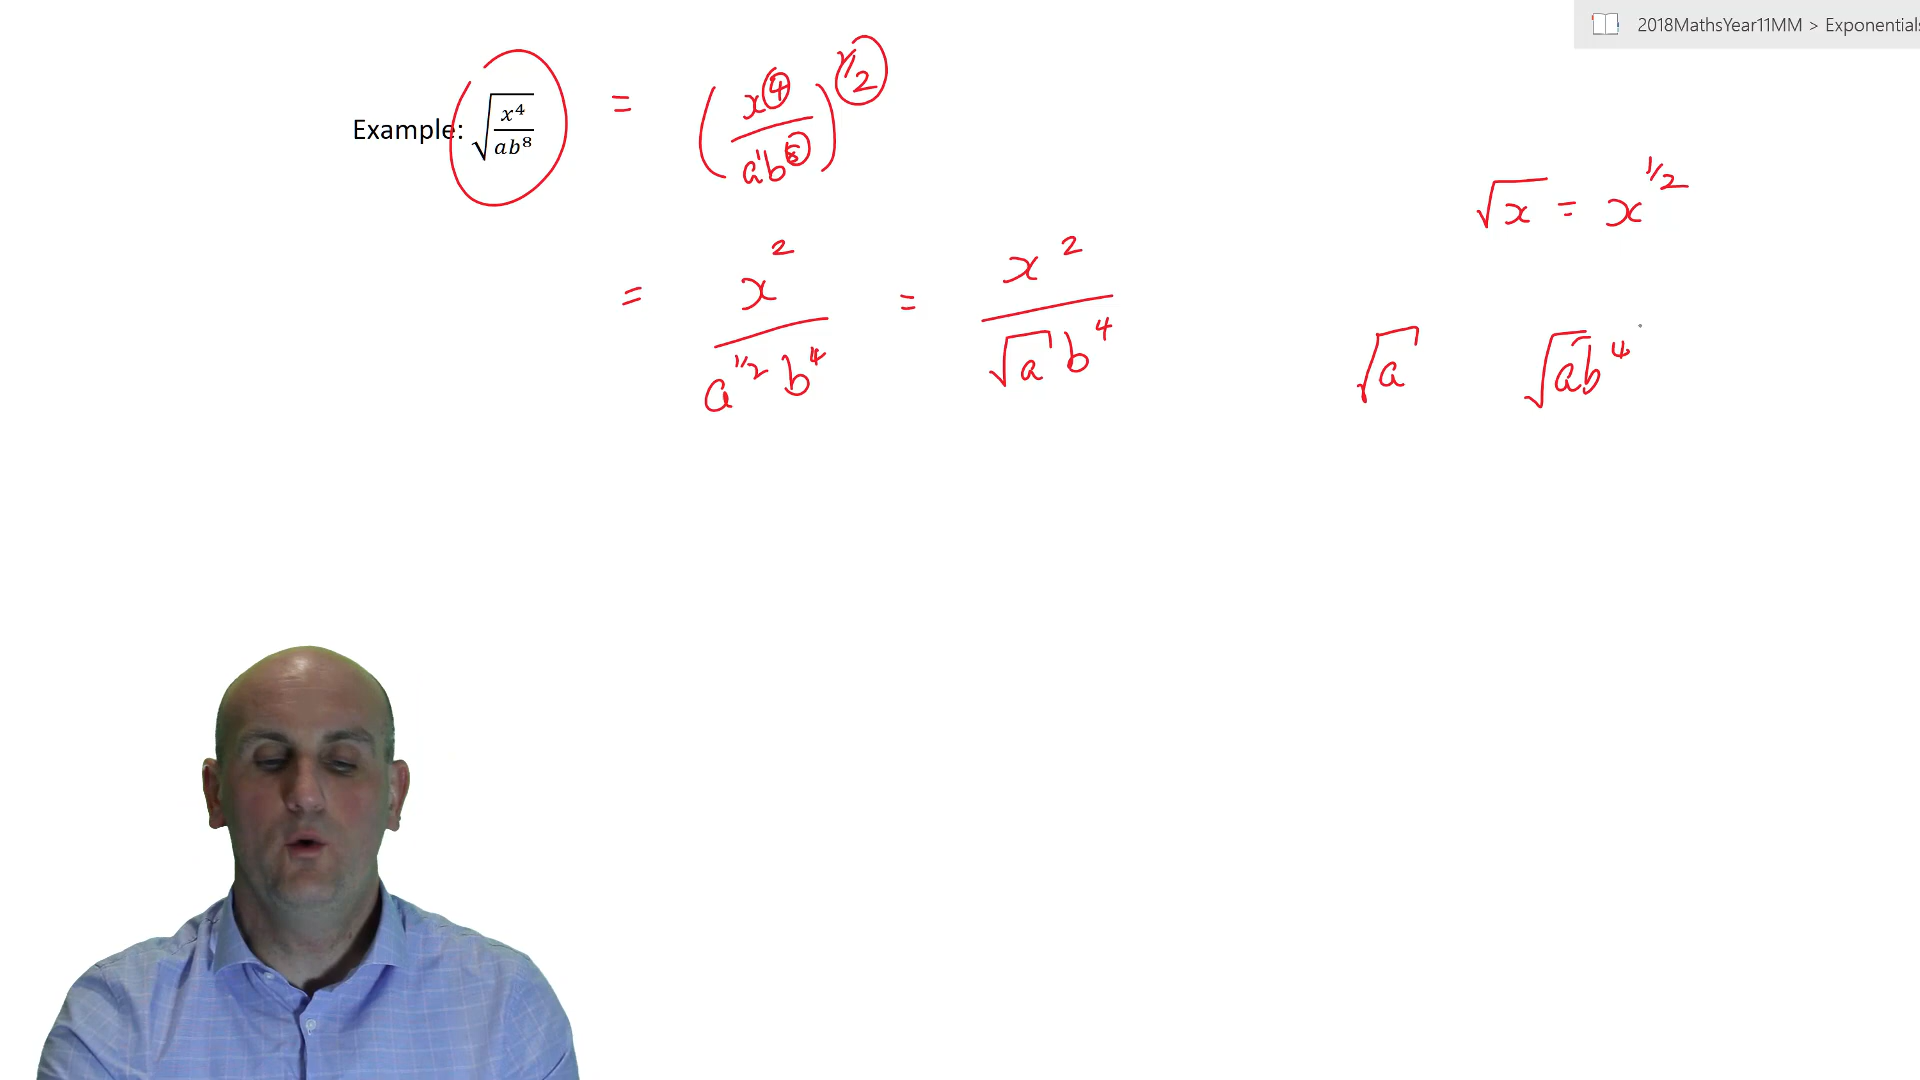 2018MathsYear11MM > Exponentials
Example: √(x⁴/(ab⁸)) = (x⁴/(a¹b⁸))^(1/2)
√x = x^(1/2)
= x²/(a^(1/2) b⁴) = x²/(√a b⁴)
√a √ab⁴